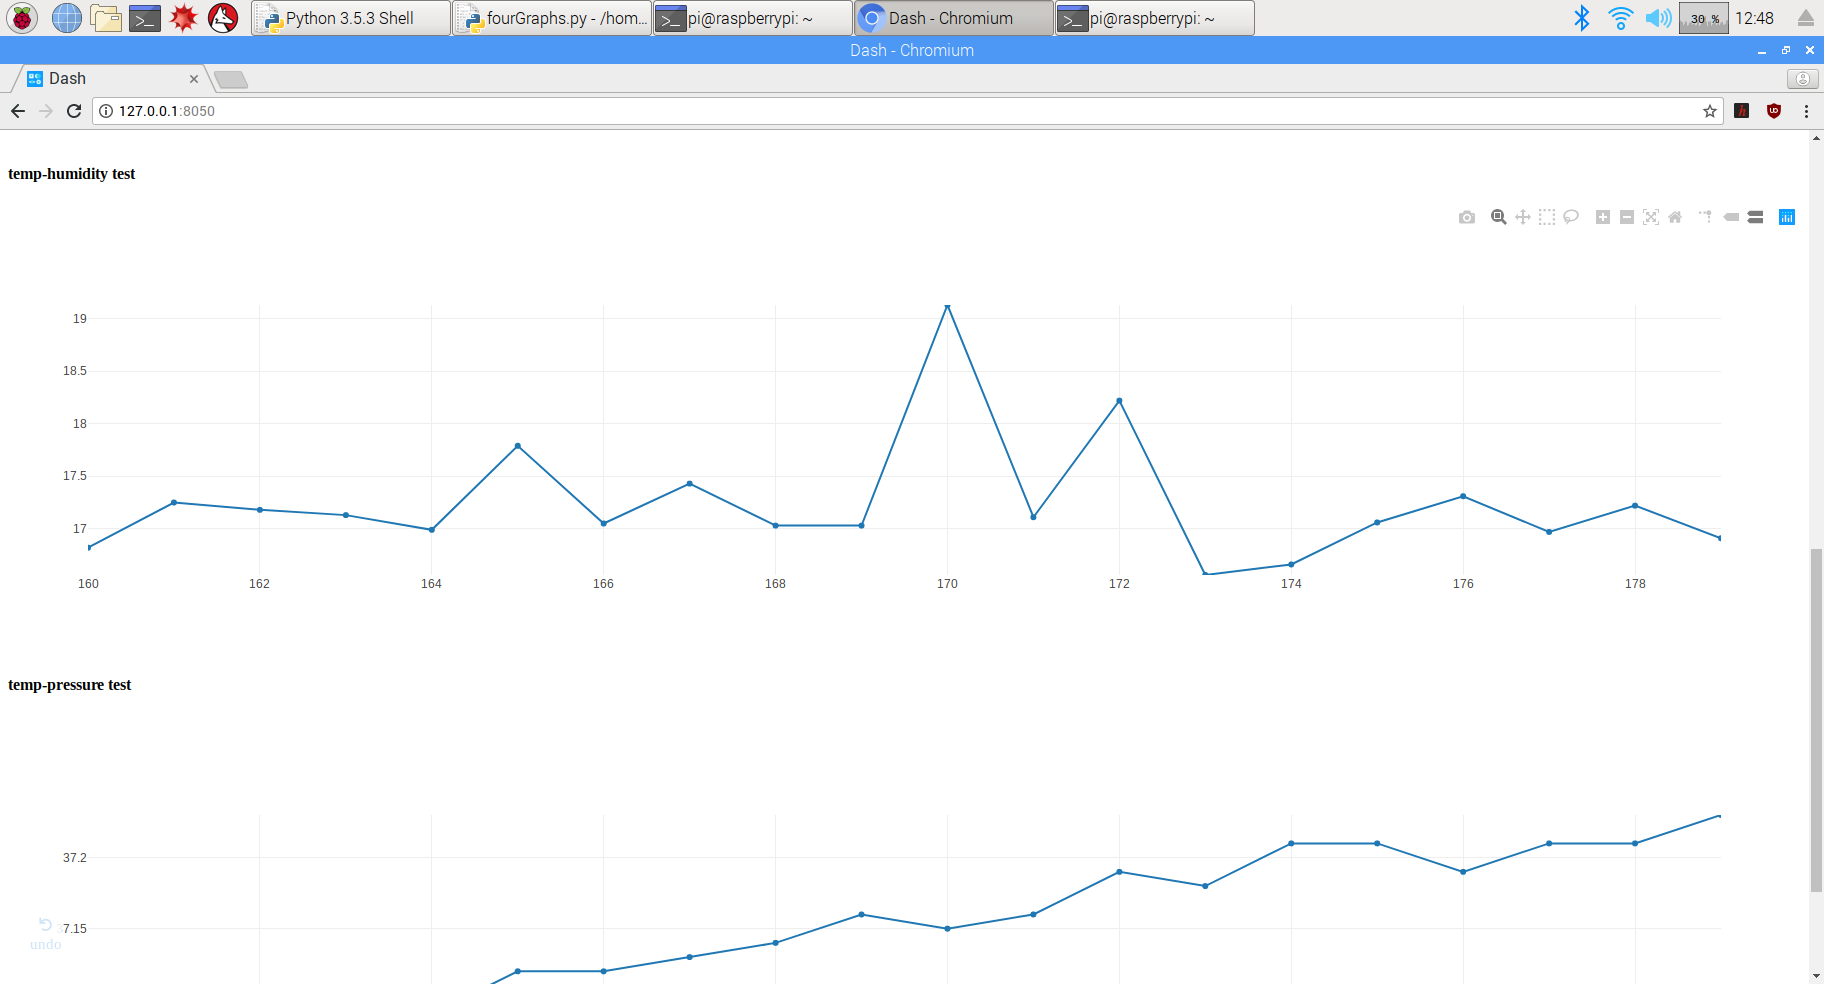 Python 3.5.3 Shell
fourGraphs.py - /hom...
pi@raspberrypi: ~
Dash - Chromium
pi@raspberrypi: ~
30 %
12:48
Dash - Chromium
Dash
127.0.0.1:8050
temp-humidity test
19
18.5
18
17.5
17
160 162 164 166 168 170 172 174 176 178
temp-pressure test
37.2
7.15
undo